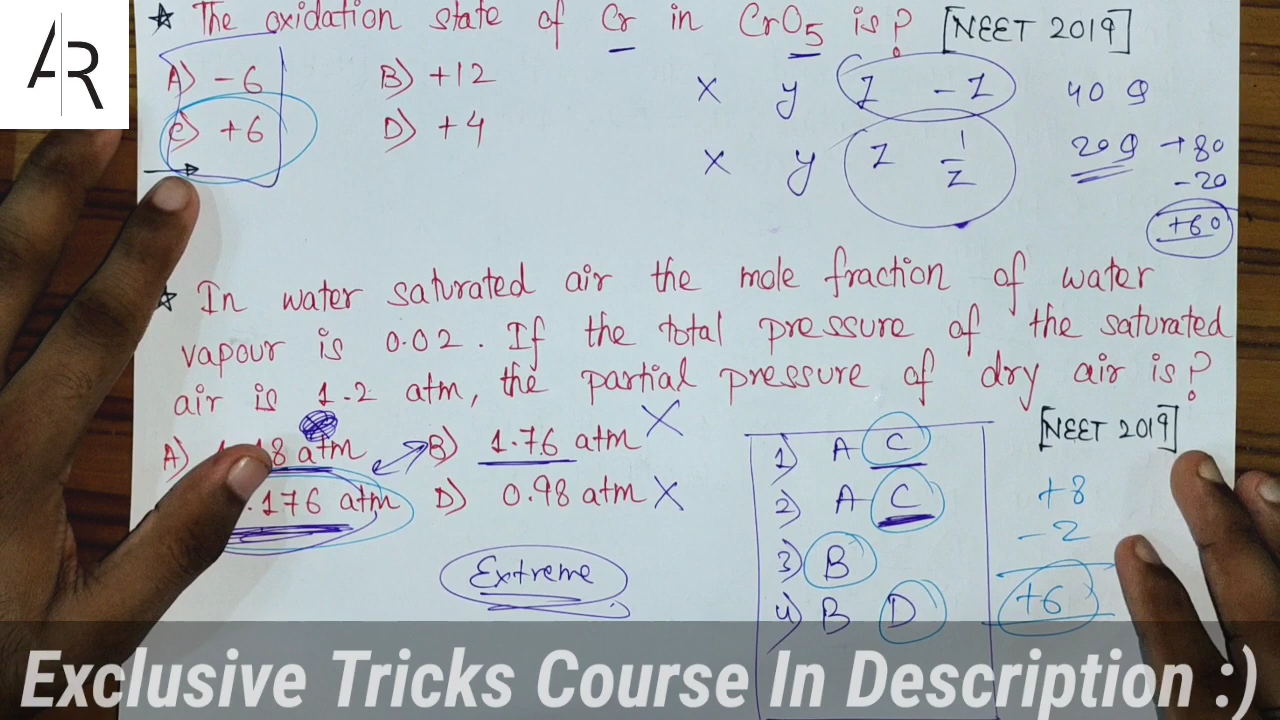 AR
★ The oxidation state of Cr in CrO5 is? [NEET 2019]
A) -6 B) +12
C) +6 D) +4
x y z -z 40 Q
x y z 1/z 20 Q +80
-20
+60
★ In water saturated air the mole fraction of water
vapour is 0.02. If the total pressure of the saturated
air is 1.2 atm, the partial pressure of dry air is?
[NEET 2019]
A) 8 atm B) 1.76 atm X
.176 atm D) 0.98 atm X
1) A C
2) A C
3) B
4) B D
+8
-2
+6
Extreme
Exclusive Tricks Course In Description :)